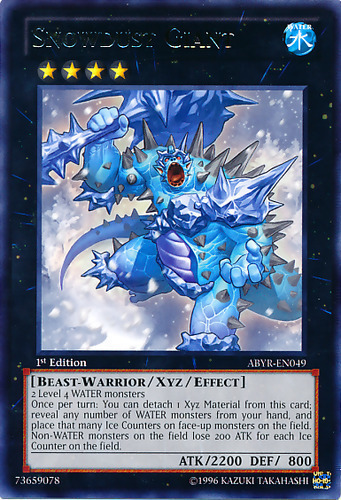 SNOWDUST GIANT
WATER
水
1st Edition
ABYR-EN049
[BEAST-WARRIOR/XYZ/EFFECT]
2 Level 4 WATER monsters
Once per turn: You can detach 1 Xyz Material from this card;
reveal any number of WATER monsters from your hand, and
place that many Ice Counters on face-up monsters on the field.
Non-WATER monsters on the field lose 200 ATK for each Ice
Counter on the field.
ATK/2200 DEF/ 800
73659078
©1996 KAZUKI TAKAHASHI